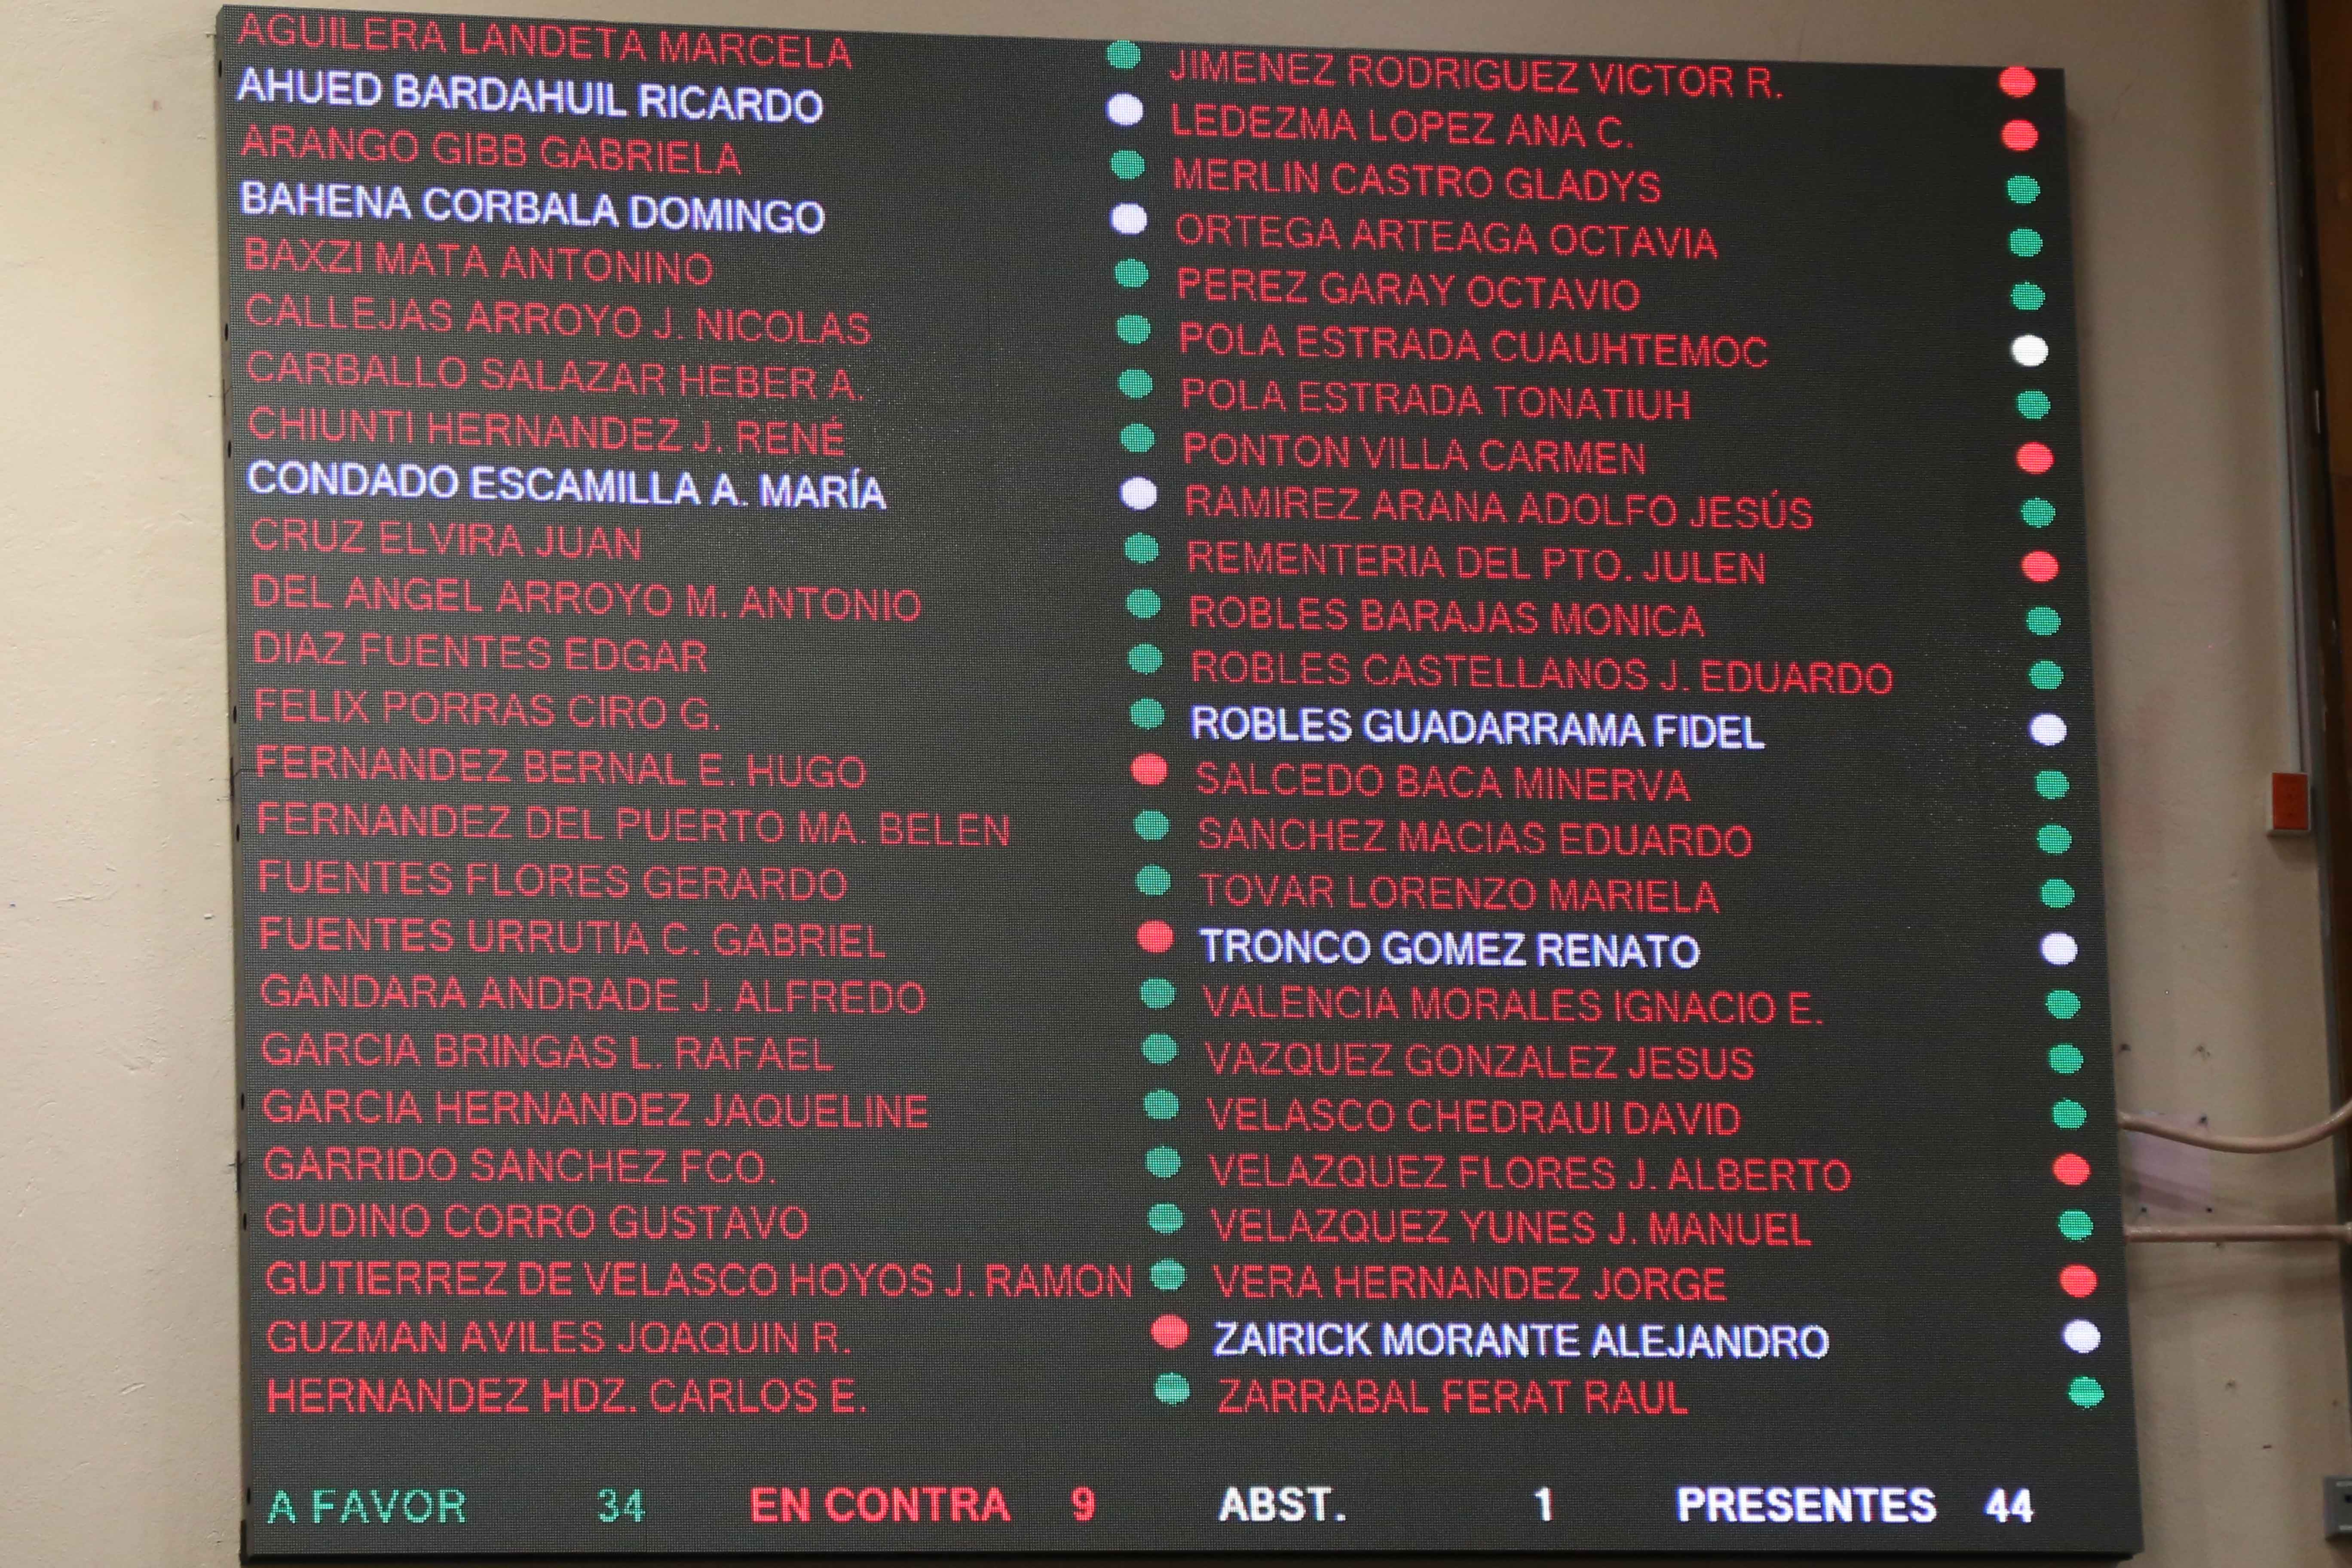 AGUILERA LANDETA MARCELA
AHUED BARDAHUIL RICARDO
ARANGO GIBB GABRIELA
BAHENA CORBALA DOMINGO
BAXZI MATA ANTONINO
CALLEJAS ARROYO J. NICOLAS
CARBALLO SALAZAR HEBER A.
CHIUNTI HERNANDEZ J. RENÉ
CONDADO ESCAMILLA A. MARÍA
CRUZ ELVIRA JUAN
DEL ANGEL ARROYO M. ANTONIO
DIAZ FUENTES EDGAR
FELIX PORRAS CIRO G.
FERNANDEZ BERNAL E. HUGO
FERNANDEZ DEL PUERTO MA. BELEN
FUENTES FLORES GERARDO
FUENTES URRUTIA C. GABRIEL
GANDARA ANDRADE J. ALFREDO
GARCIA BRINGAS L. RAFAEL
GARCIA HERNANDEZ JAQUELINE
GARRIDO SANCHEZ FCO.
GUDINO CORRO GUSTAVO
GUTIERREZ DE VELASCO HOYOS J. RAMON
GUZMAN AVILES JOAQUIN R.
HERNANDEZ HDZ. CARLOS E.
JIMENEZ RODRIGUEZ VICTOR R.
LEDEZMA LOPEZ ANA C.
MERLIN CASTRO GLADYS
ORTEGA ARTEAGA OCTAVIA
PEREZ GARAY OCTAVIO
POLA ESTRADA CUAUHTEMOC
POLA ESTRADA TONATIUH
PONTON VILLA CARMEN
RAMIREZ ARANA ADOLFO JESÚS
REMENTERIA DEL PTO. JULEN
ROBLES BARAJAS MONICA
ROBLES CASTELLANOS J. EDUARDO
ROBLES GUADARRAMA FIDEL
SALCEDO BACA MINERVA
SANCHEZ MACIAS EDUARDO
TOVAR LORENZO MARIELA
TRONCO GOMEZ RENATO
VALENCIA MORALES IGNACIO E.
VAZQUEZ GONZALEZ JESUS
VELASCO CHEDRAUI DAVID
VELAZQUEZ FLORES J. ALBERTO
VELAZQUEZ YUNES J. MANUEL
VERA HERNANDEZ JORGE
ZAIRICK MORANTE ALEJANDRO
ZARRABAL FERAT RAUL
A FAVOR 34 EN CONTRA 9 ABST. 1 PRESENTES 44